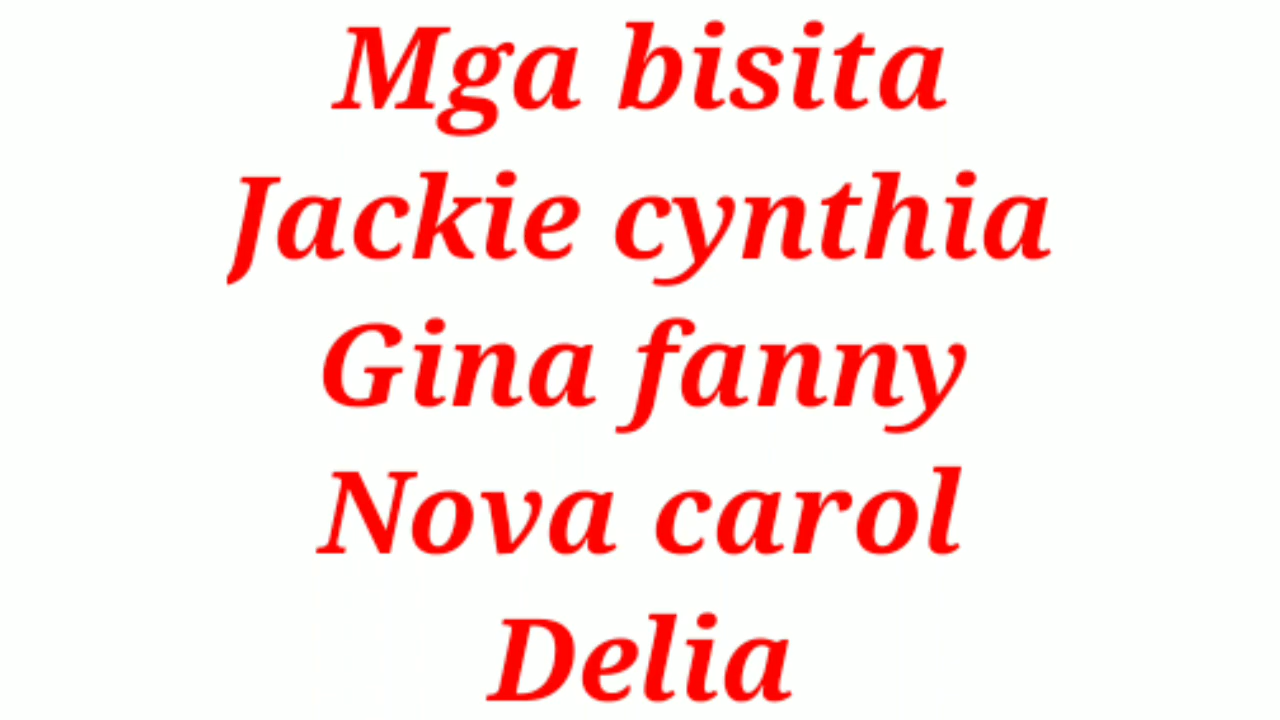 Mga bisita
Jackie cynthia
Gina fanny
Nova carol
Delia